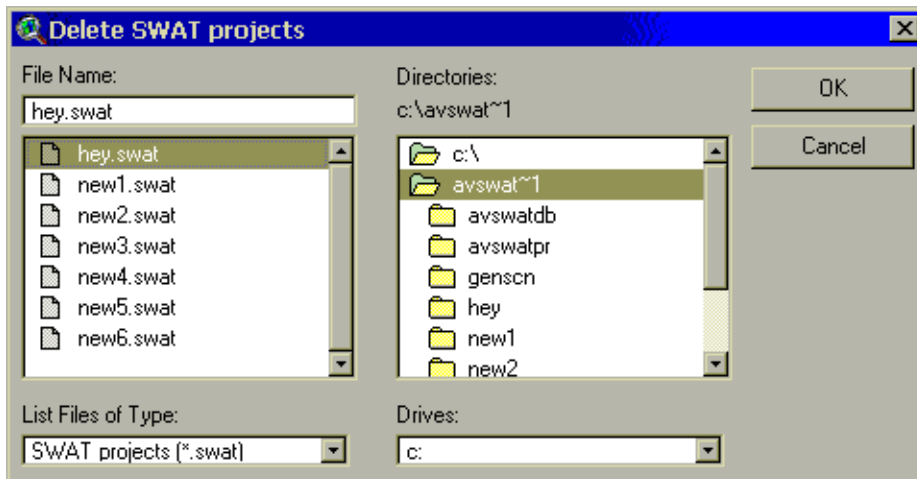 Delete SWAT projects
File Name:
hey.swat
hey.swat
new1.swat
new2.swat
new3.swat
new4.swat
new5.swat
new6.swat
List Files of Type:
SWAT projects (*.swat)
Directories:
c:\avswat~1
c:\
avswat~1
avswatdb
avswatpr
genscn
hey
new1
new2
Drives:
c:
OK
Cancel